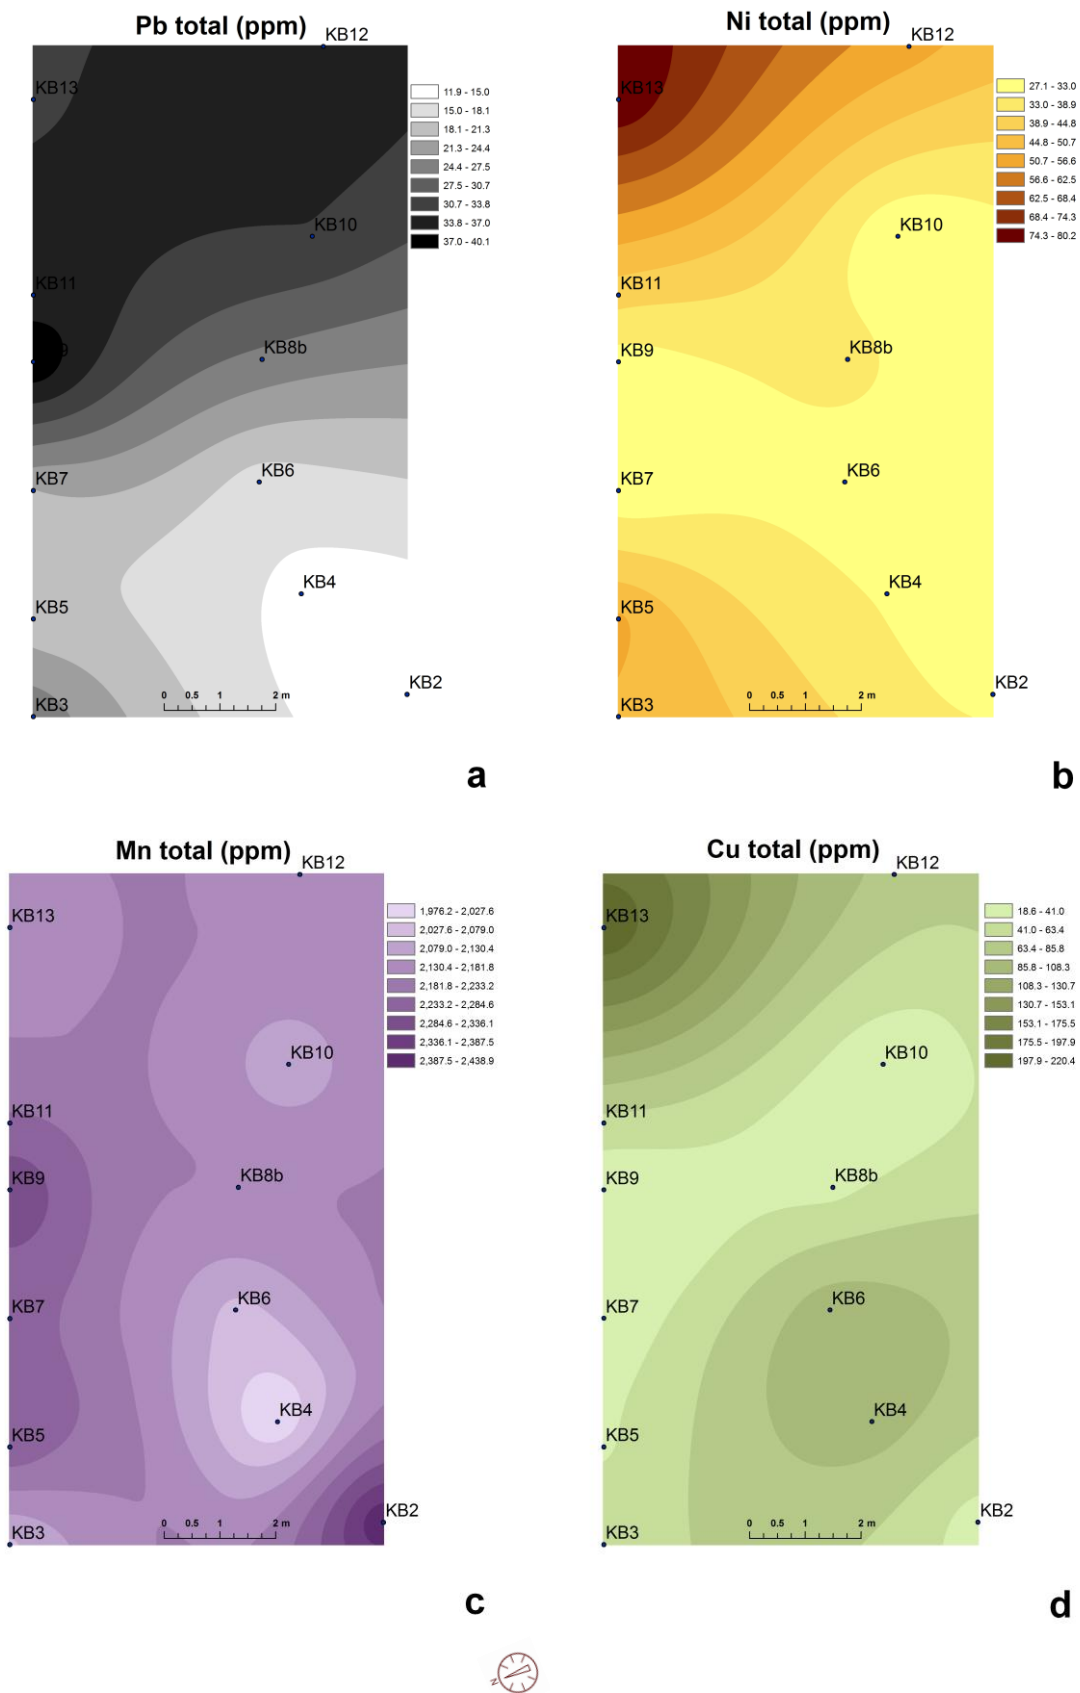 Pb total (ppm)
KB12
KB13
11.9 - 15.0
15.0 - 18.1
18.1 - 21.3
21.3 - 24.4
24.4 - 27.5
27.5 - 30.7
30.7 - 33.8
33.8 - 37.0
37.0 - 40.1
KB10
KB11
9
KB8b
KB7
KB6
KB5
KB4
KB3
KB2
0 0.5 1 2 m
a
Ni total (ppm)
KB12
KB13
27.1 - 33.0
33.0 - 38.9
38.9 - 44.8
44.8 - 50.7
50.7 - 56.6
56.6 - 62.5
62.5 - 68.4
68.4 - 74.3
74.3 - 80.2
KB10
KB11
KB9
KB8b
KB7
KB6
KB5
KB4
KB3
KB2
0 0.5 1 2 m
b
Mn total (ppm)
KB12
KB13
1,976.2 - 2,027.6
2,027.6 - 2,079.0
2,079.0 - 2,130.4
2,130.4 - 2,181.8
2,181.8 - 2,233.2
2,233.2 - 2,284.6
2,284.6 - 2,336.1
2,336.1 - 2,387.5
2,387.5 - 2,438.9
KB10
KB11
KB9
KB8b
KB7
KB6
KB5
KB4
KB3
KB2
0 0.5 1 2 m
c
Cu total (ppm)
KB12
KB13
18.6 - 41.0
41.0 - 63.4
63.4 - 85.8
85.8 - 108.3
108.3 - 130.7
130.7 - 153.1
153.1 - 175.5
175.5 - 197.9
197.9 - 220.4
KB10
KB11
KB9
KB8b
KB7
KB6
KB5
KB4
KB3
KB2
0 0.5 1 2 m
d
N